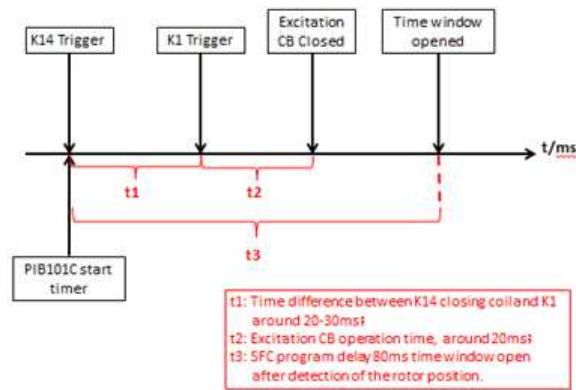 K14 Trigger
K1 Trigger
Excitation
CB Closed
Time window
opened
t/ms
t1
t2
t3
PIB101C start
timer
t1: Time difference between K14 closing coil and K1
around 20-30ms;
t2: Excitation CB operation time, around 20ms;
t3: SFC program delay 80ms time window open
after detection of the rotor position.